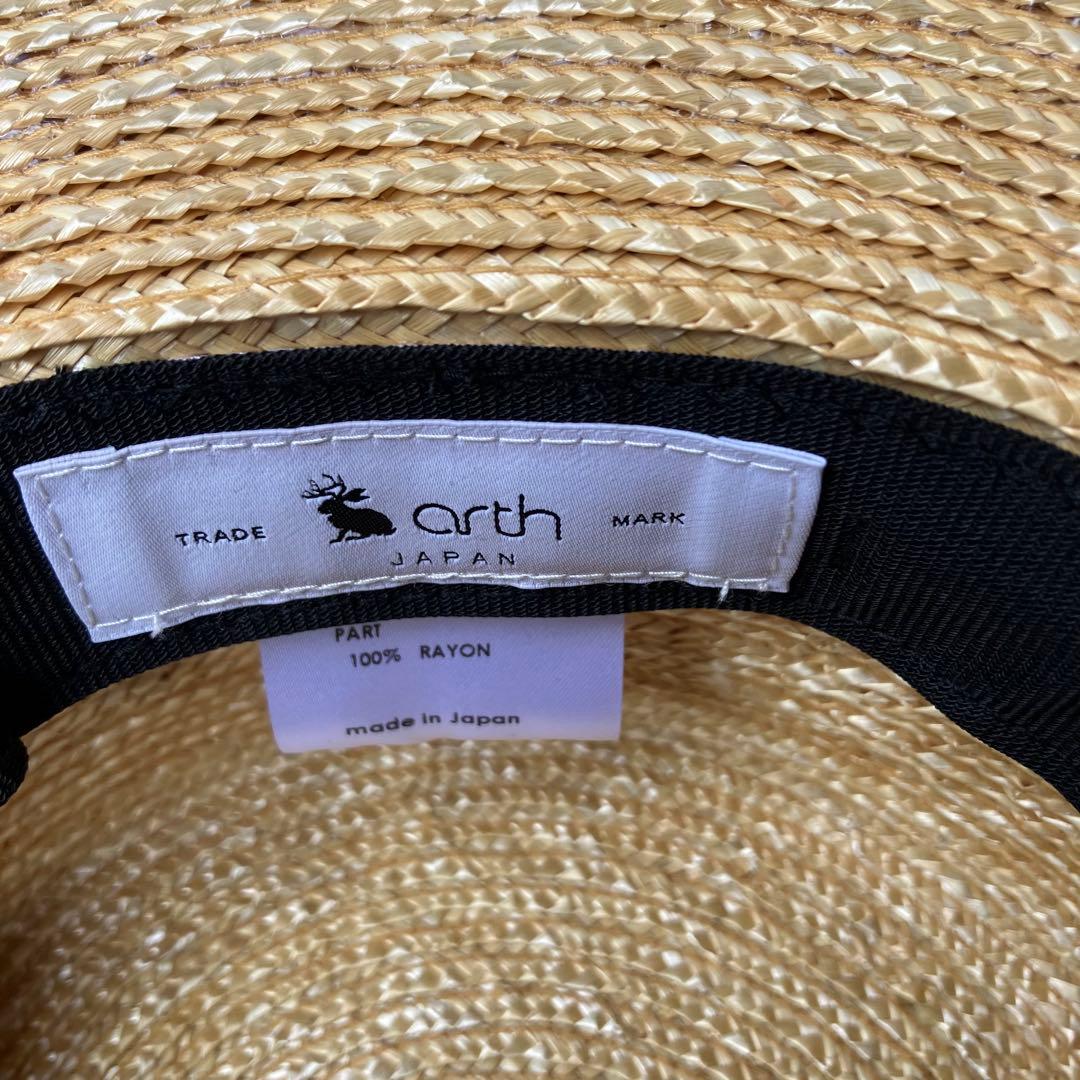 TRADE arth MARK
JAPAN
PART
100% RAYON
made in Japan